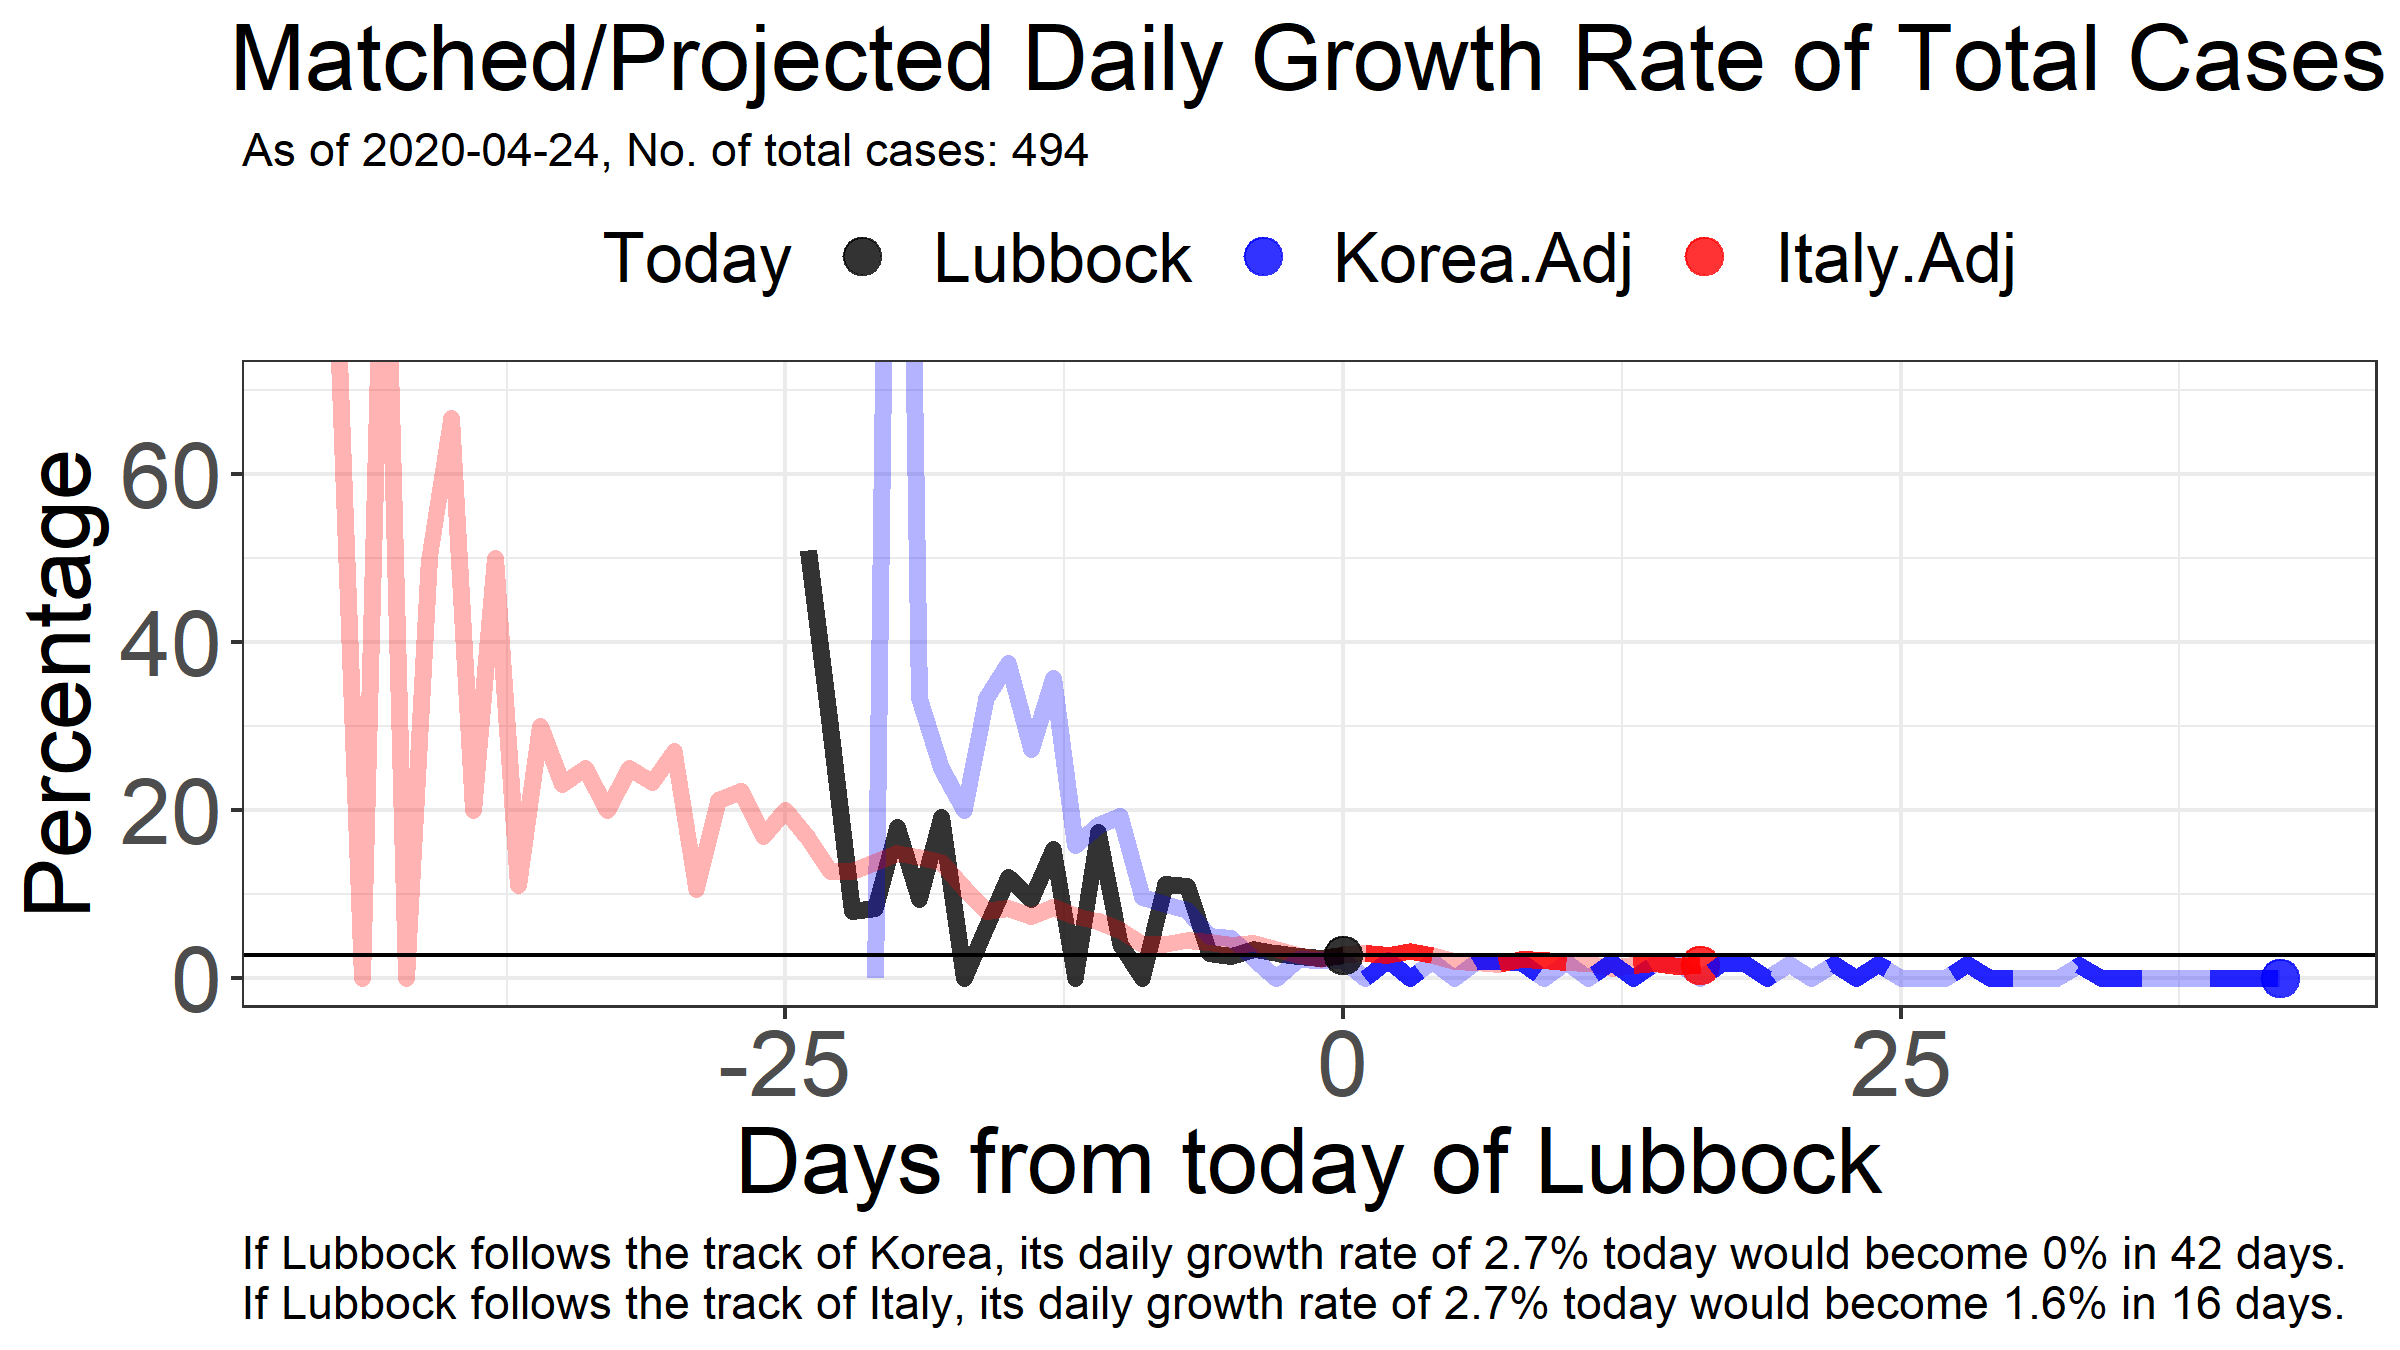 Matched/Projected Daily Growth Rate of Total Cases
As of 2020-04-24, No. of total cases: 494
Today Lubbock Korea.Adj Italy.Adj
Percentage
60
40
20
0
-25 0 25
Days from today of Lubbock
If Lubbock follows the track of Korea, its daily growth rate of 2.7% today would become 0% in 42 days.
If Lubbock follows the track of Italy, its daily growth rate of 2.7% today would become 1.6% in 16 days.